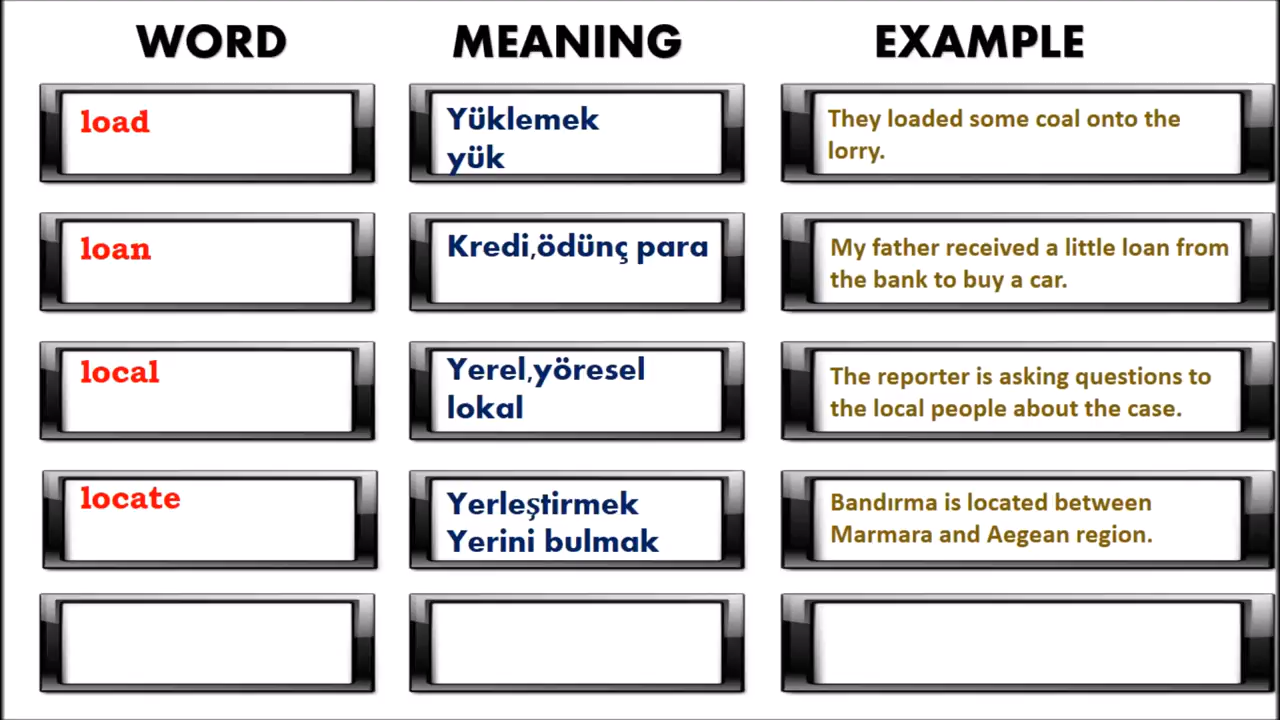 WORD MEANING EXAMPLE
load
Yüklemek
yük
They loaded some coal onto the
lorry.
loan
Kredi,ödünç para
My father received a little loan from
the bank to buy a car.
local
Yerel,yöresel
lokal
The reporter is asking questions to
the local people about the case.
locate
Yerleştirmek
Yerini bulmak
Bandırma is located between
Marmara and Aegean region.